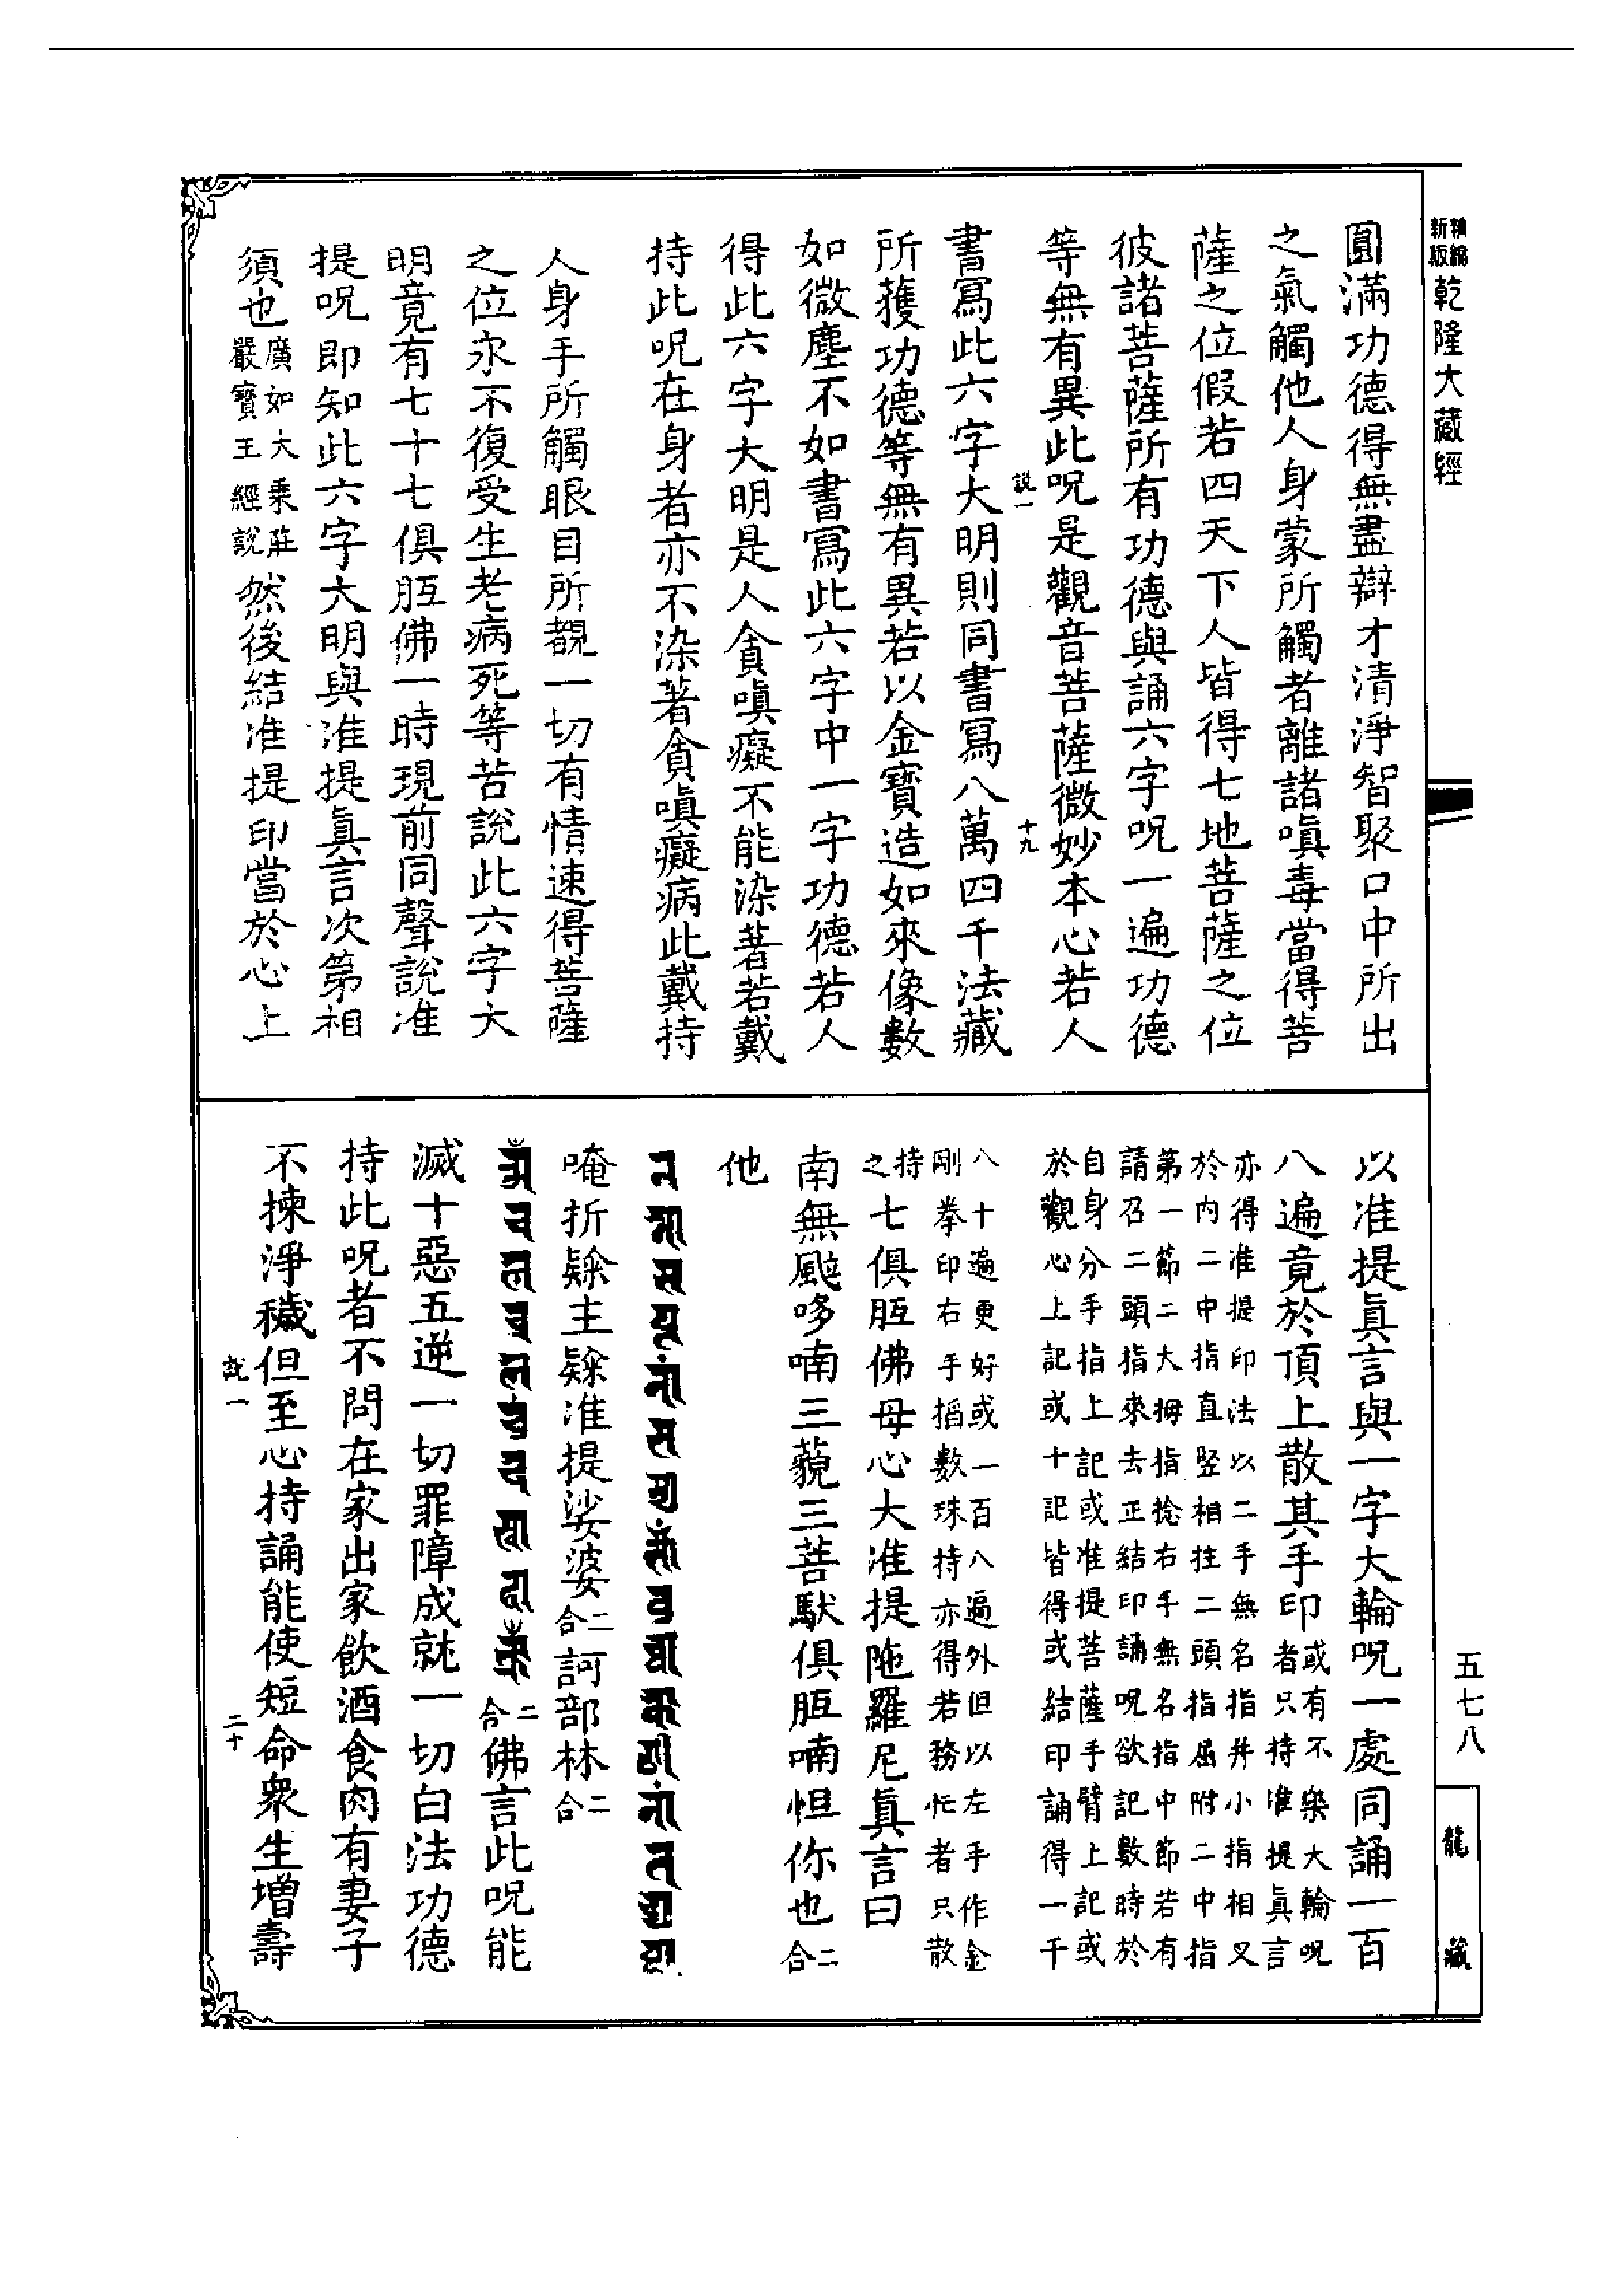 新編縮版乾隆大藏經
圓滿功德得無盡辯才清淨智聚口中所出
之氣觸他人身蒙所觸者離諸嗔毒當得菩
薩之位假若四天下人皆得七地菩薩之位
彼諸菩薩所有功德與誦六字呪一遍功德
等無有異此呪是觀音菩薩微妙本心若人
說一
十九
書寫此六字大明則同書寫八萬四千法藏
所獲功德等無有異若以金寶造如來像數
如微塵不如書寫此六字中一字功德若人
得此六字大明是人貪嗔癡不能染著若戴
持此呪在身者亦不染著貪嗔癡病此戴持
人身手所觸眼目所覩一切有情速得菩薩
之位永不復受生老病死等苦說此六字大
明竟有七十七俱胝佛一時現前同聲說准
提呪即知此六字大明與准提眞言次第相
須也廣如大乘莊嚴寶王經說然後結准提印當於心上
五七八
龍藏
以准提眞言與一字大輪呪一處同誦一百
八遍竟於頂上散其手印或有不樂大輪呪者只持准提眞言
亦得准提印法以二手無名指幷小指相叉
於內二中指直竪相拄二頭指屈附二中指
第一節二大拇指捻右手無名指中節若有
請召二頭指來去正結印誦呪欲記數時於
自身分手指上記或准提菩薩手臂上記或
於觀心上記或十記皆得或結印誦得一千
八十遍更好或一百八遍外但以左手作金
剛拳印右手搯數珠持亦得若務忙者只散
持之七俱胝佛母心大准提陁羅尼眞言曰
南無颰哆喃三藐三菩馱俱胝喃怛你也二合
他
唵折𨽁主𨽁准提娑婆二合訶部林二合
二合佛言此呪能
滅十惡五逆一切罪障成就一切白法功德
持此呪者不問在家出家飲酒食肉有妻子
不揀淨穢但至心持誦能使短命衆生增壽
說一
二十